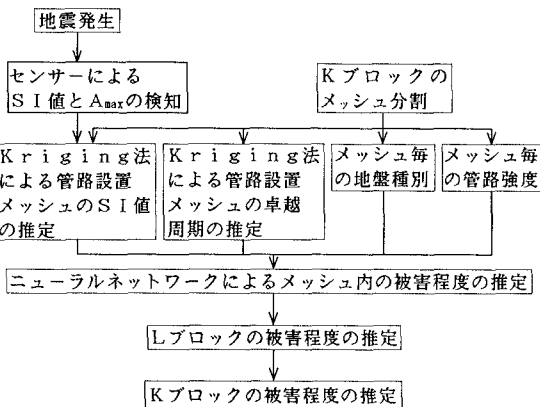 地震発生
センサーによる
SI値とAmaxの検知
Kブロックの
メッシュ分割
Kriging法
による管路設置
メッシュのSI値
の推定
Kriging法
による管路設置
メッシュの卓越
周期の推定
メッシュ毎
の地盤種別
メッシュ毎
の管路強度
ニューラルネットワークによるメッシュ内の被害程度の推定
Lブロックの被害程度の推定
Kブロックの被害程度の推定